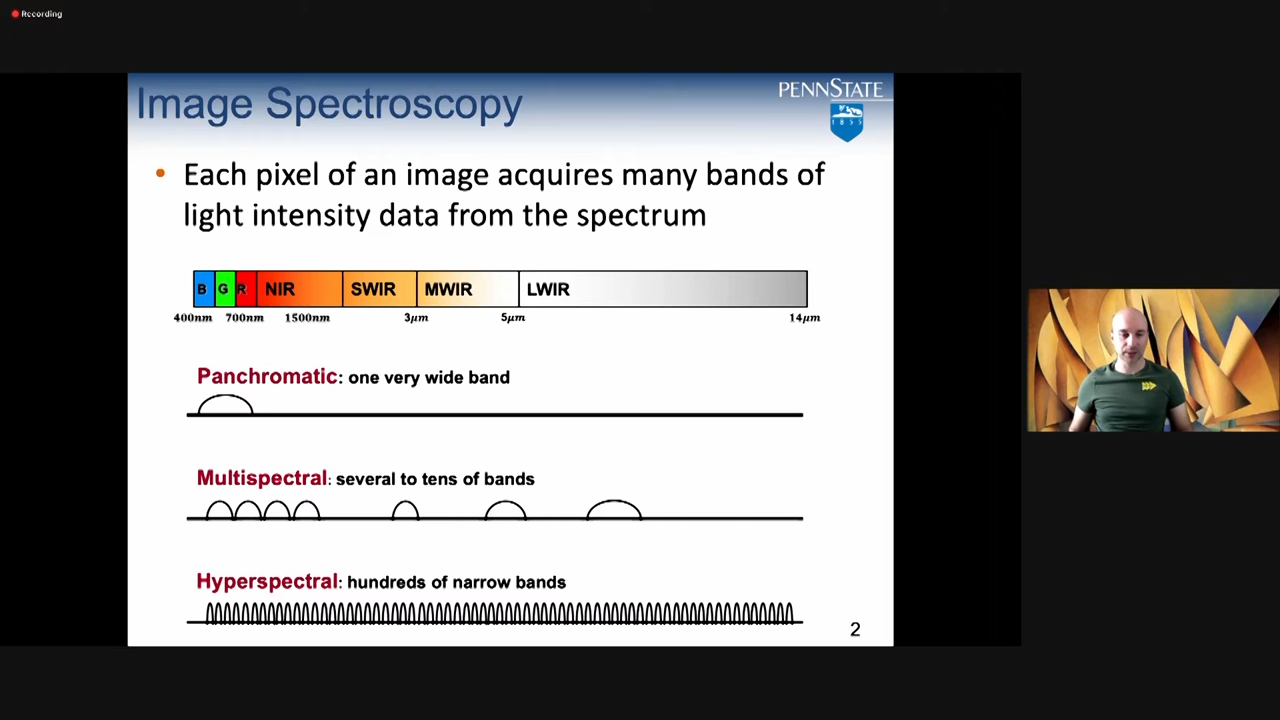 Recording
Image Spectroscopy
PENNSTATE
1855
• Each pixel of an image acquires many bands of
light intensity data from the spectrum
B G R NIR SWIR MWIR LWIR
400nm 700nm 1500nm 3μm 5μm 14μm
Panchromatic: one very wide band
Multispectral: several to tens of bands
Hyperspectral: hundreds of narrow bands
2